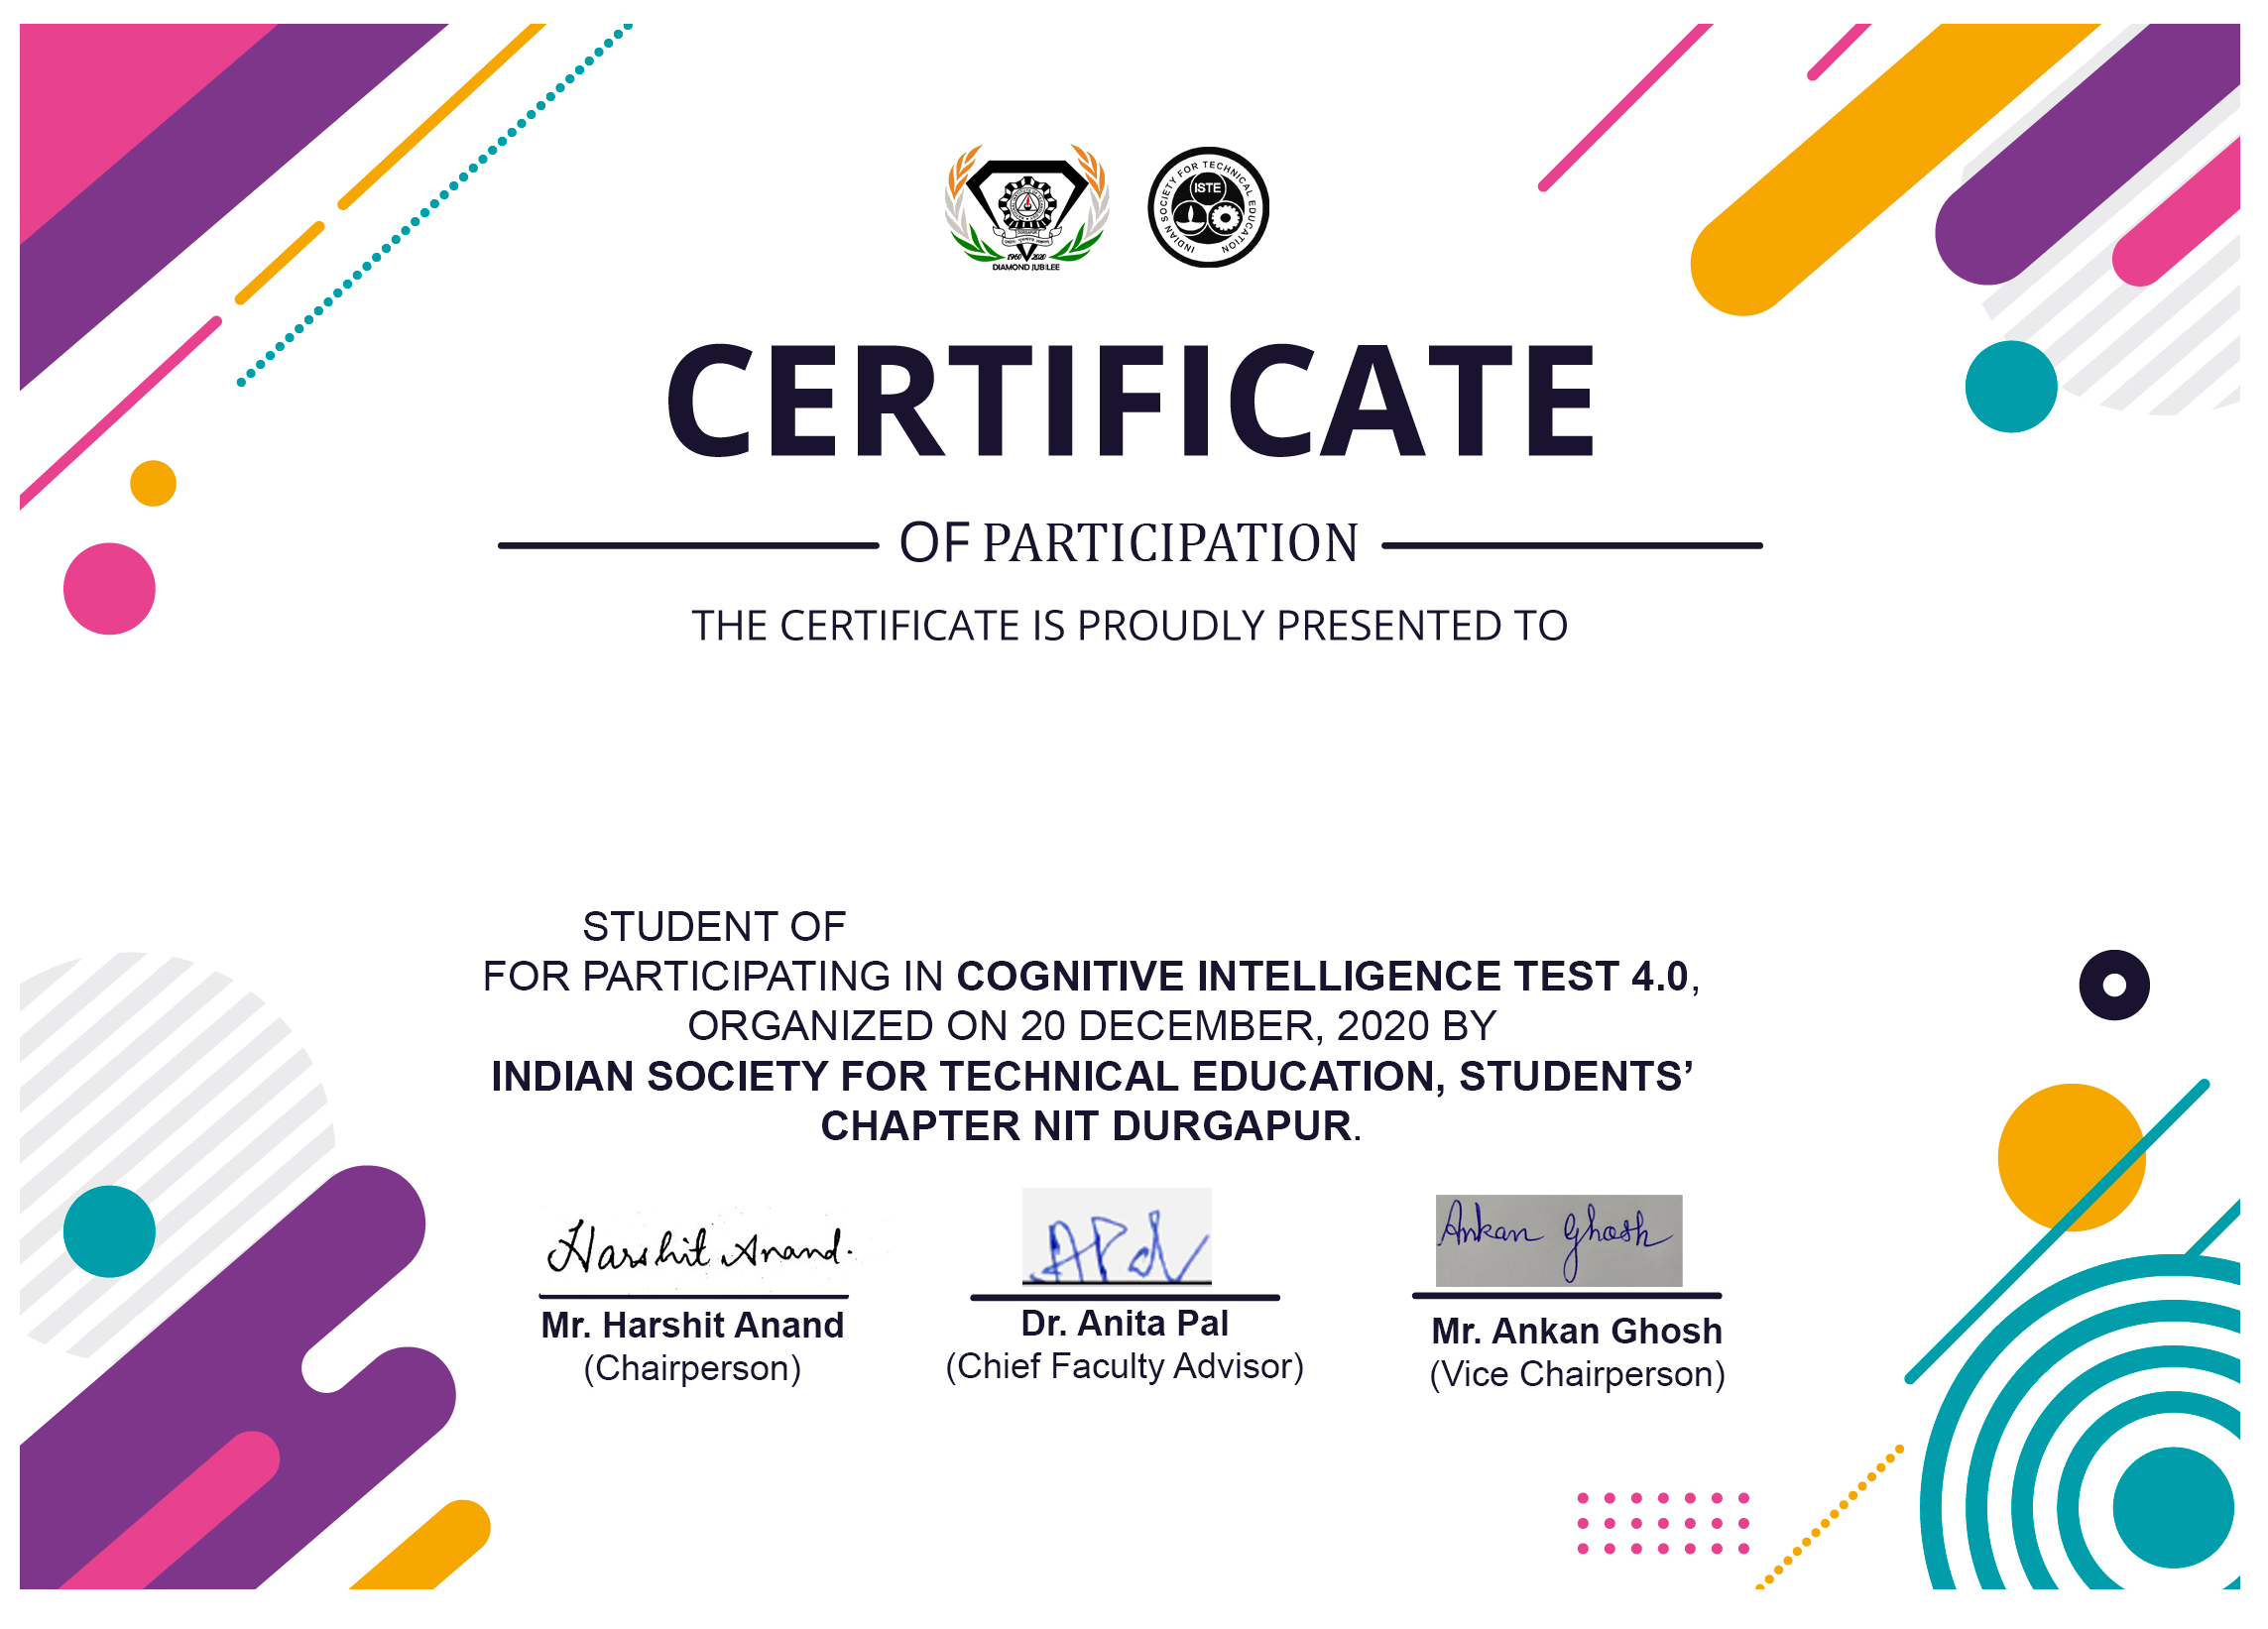 1960 2020
DIAMOND JUBILEE
INDIAN SOCIETY FOR TECHNICAL EDUCATION
ISTE
CERTIFICATE
OF PARTICIPATION
THE CERTIFICATE IS PROUDLY PRESENTED TO
STUDENT OF
FOR PARTICIPATING IN COGNITIVE INTELLIGENCE TEST 4.0,
ORGANIZED ON 20 DECEMBER, 2020 BY
INDIAN SOCIETY FOR TECHNICAL EDUCATION, STUDENTS’
CHAPTER NIT DURGAPUR.
Harshit Anand.
APal
Ankan Ghosh
Mr. Harshit Anand
(Chairperson)
Dr. Anita Pal
(Chief Faculty Advisor)
Mr. Ankan Ghosh
(Vice Chairperson)